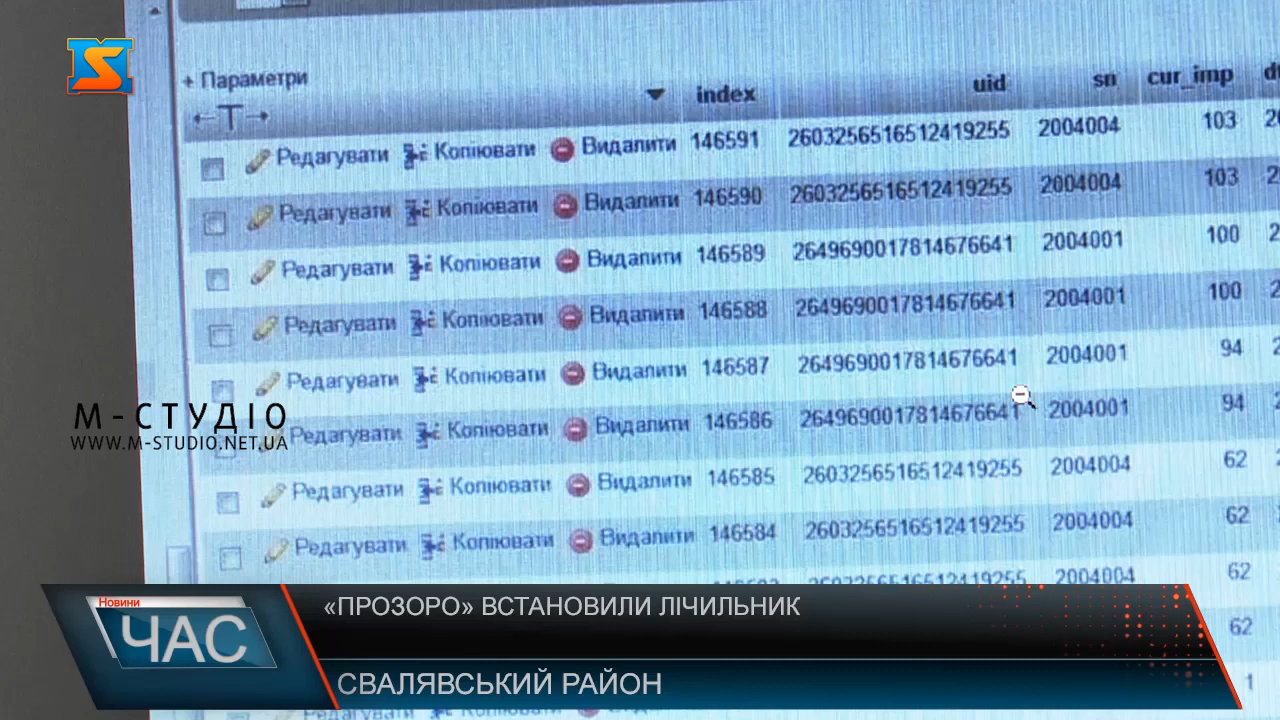 + Параметри
←T→ index uid sn cur_imp
Редагувати Копіювати Видалити 146591 2603256516512419255 2004004 103
Редагувати Копіювати Видалити 146590 2603256516512419255 2004004 103
Редагувати Копіювати Видалити 146589 2649690017814676641 2004001 100
Редагувати Копіювати Видалити 146588 2649690017814676641 2004001 100
Редагувати Копіювати Видалити 146587 2649690017814676641 2004001 94
Редагувати Копіювати Видалити 146586 2649690017814676641 2004001 94
Редагувати Копіювати Видалити 146585 2603256516512419255 2004004 62
Редагувати Копіювати Видалити 146584 2603256516512419255 2004004 62
2004004 62
62
1
М-СТУДІО
WWW.M-STUDIO.NET.UA
Новини
ЧАС
«ПРОЗОРО» ВСТАНОВИЛИ ЛІЧИЛЬНИК
СВАЛЯВСЬКИЙ РАЙОН